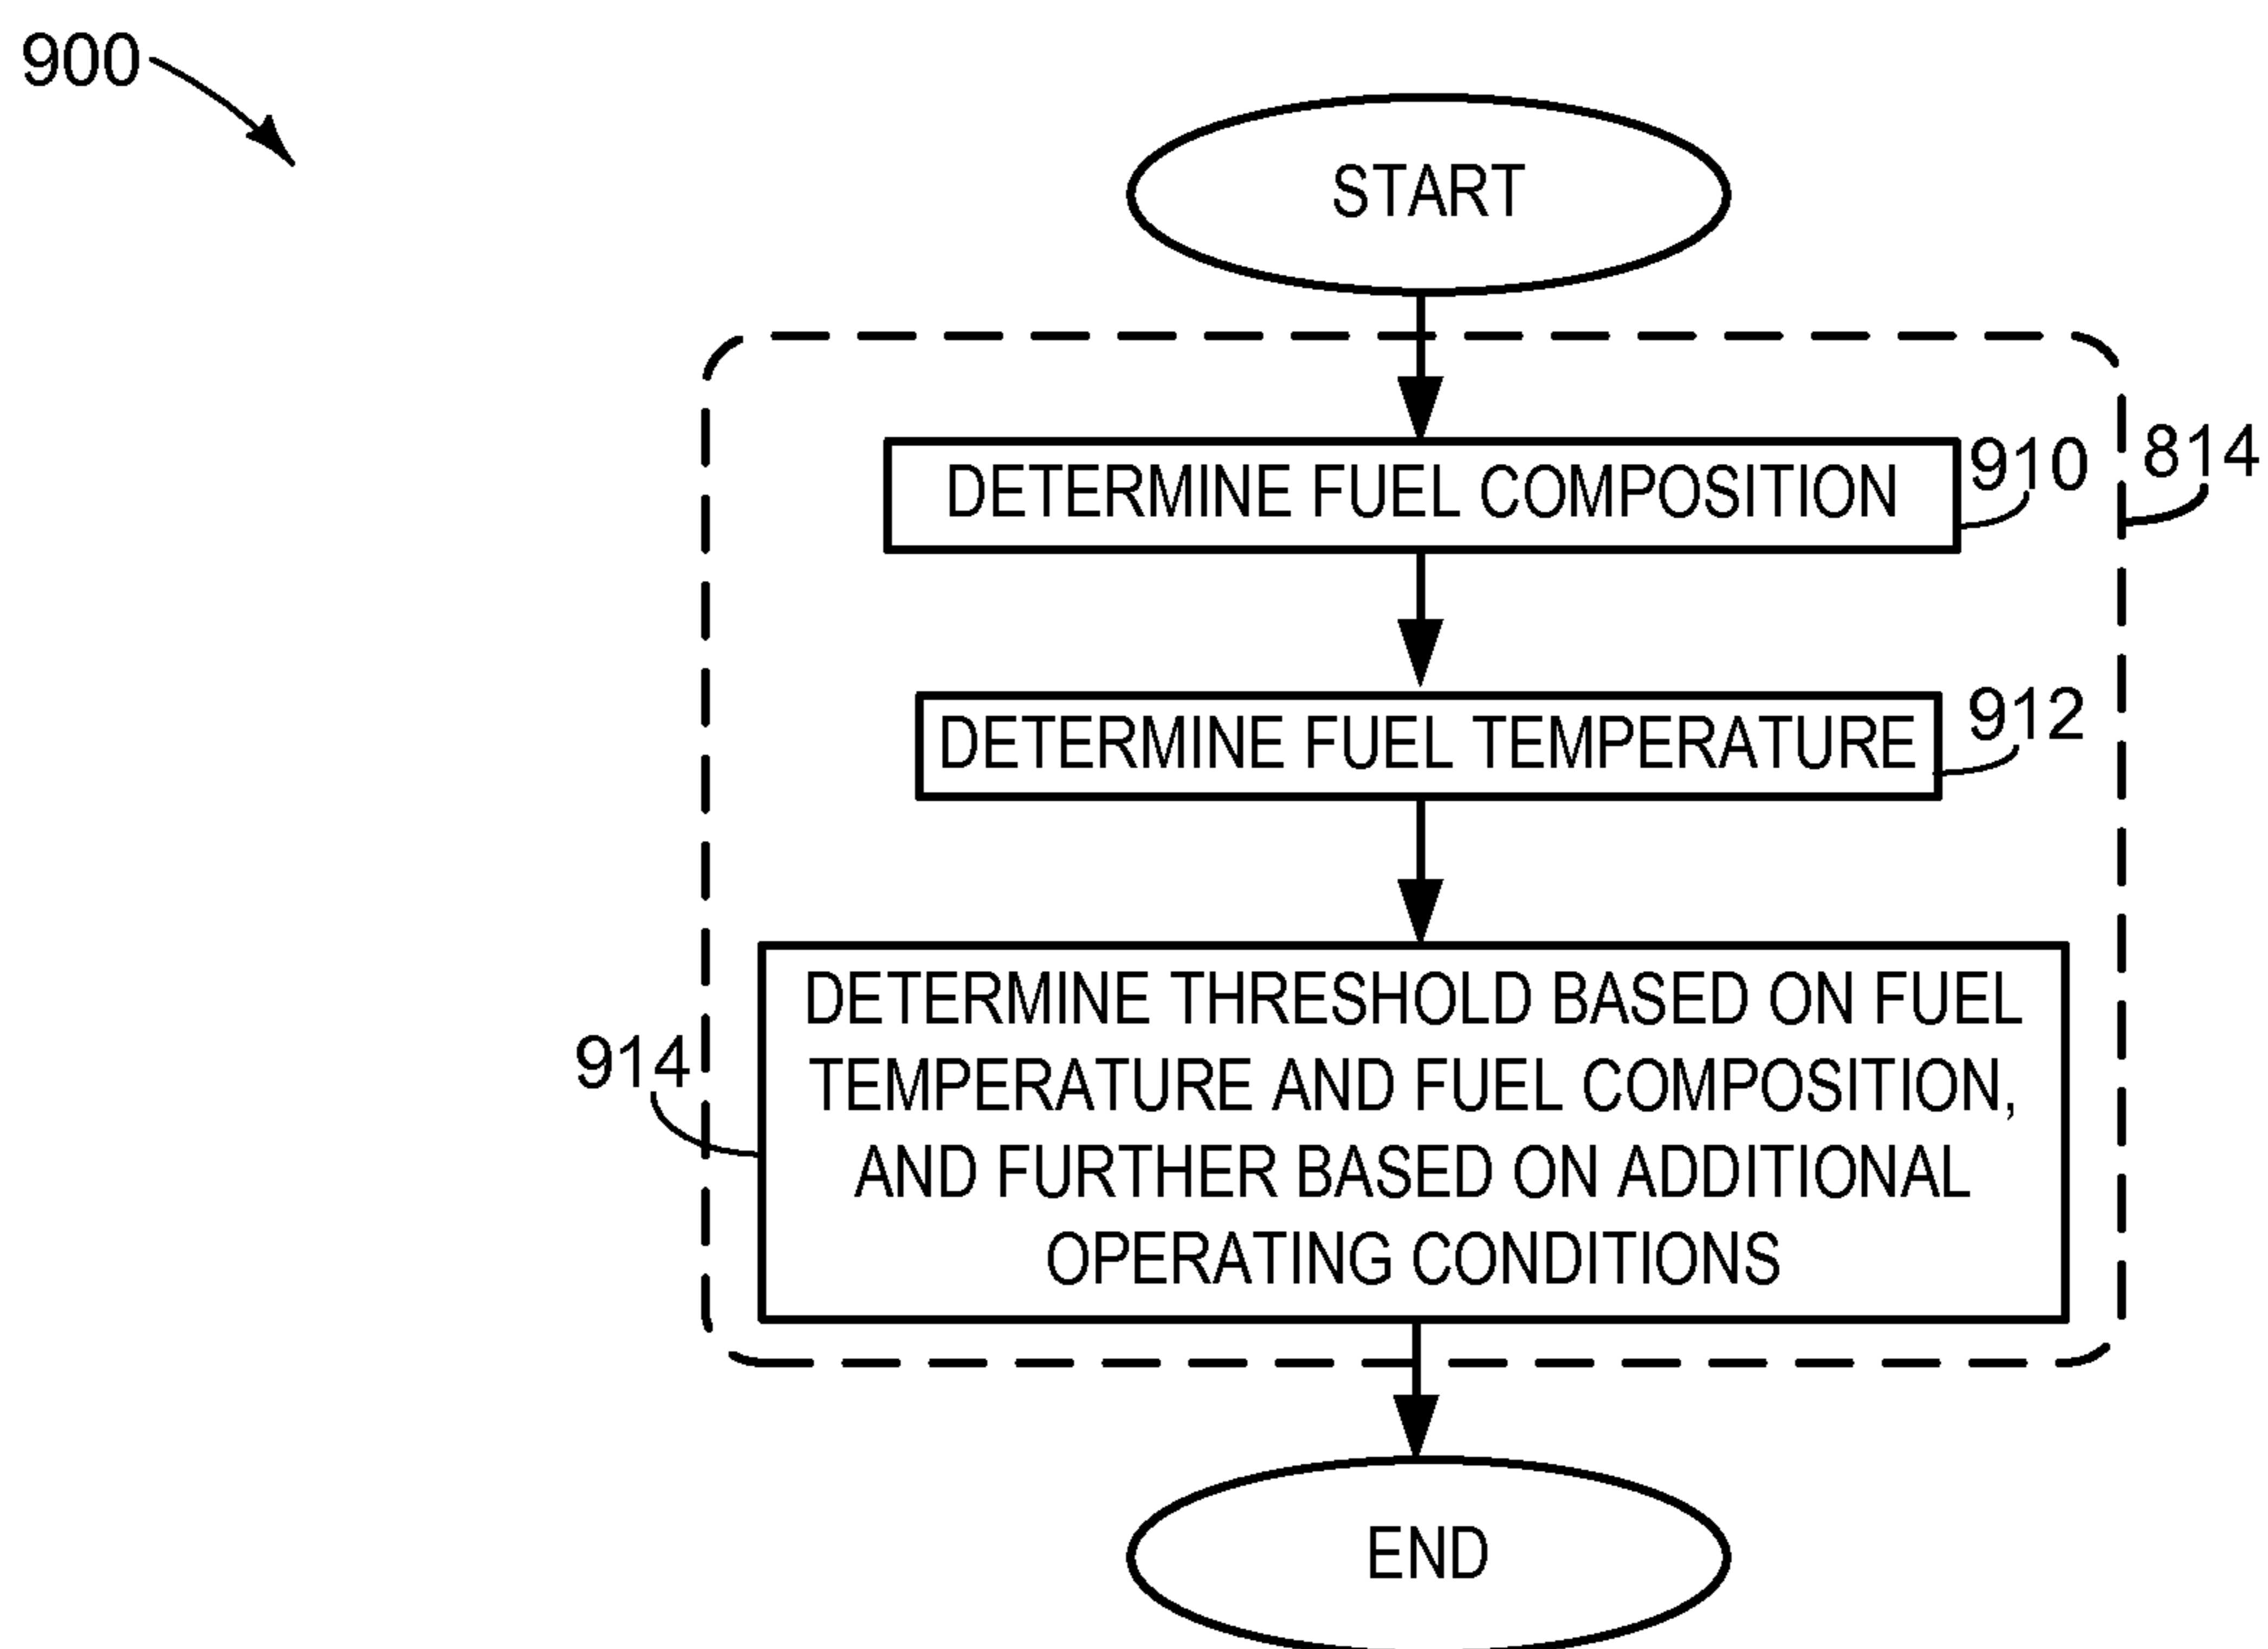 900
START
DETERMINE FUEL COMPOSITION
910
814
DETERMINE FUEL TEMPERATURE
912
DETERMINE THRESHOLD BASED ON FUEL
TEMPERATURE AND FUEL COMPOSITION,
AND FURTHER BASED ON ADDITIONAL
OPERATING CONDITIONS
914
END